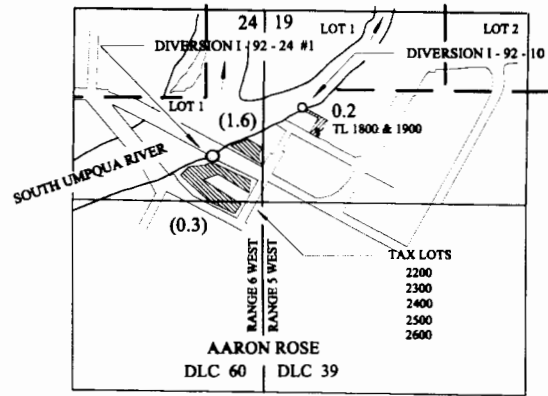 24 19
LOT 1
LOT 2
DIVERSION I - 92 - 24 #1
DIVERSION I - 92 - 10
LOT 1
(1.6)
0.2
TL 1800 & 1900
SOUTH UMPQUA RIVER
(0.3)
TAX LOTS
2200
2300
2400
2500
2600
RANGE 6 WEST
RANGE 5 WEST
AARON ROSE
DLC 60 DLC 39